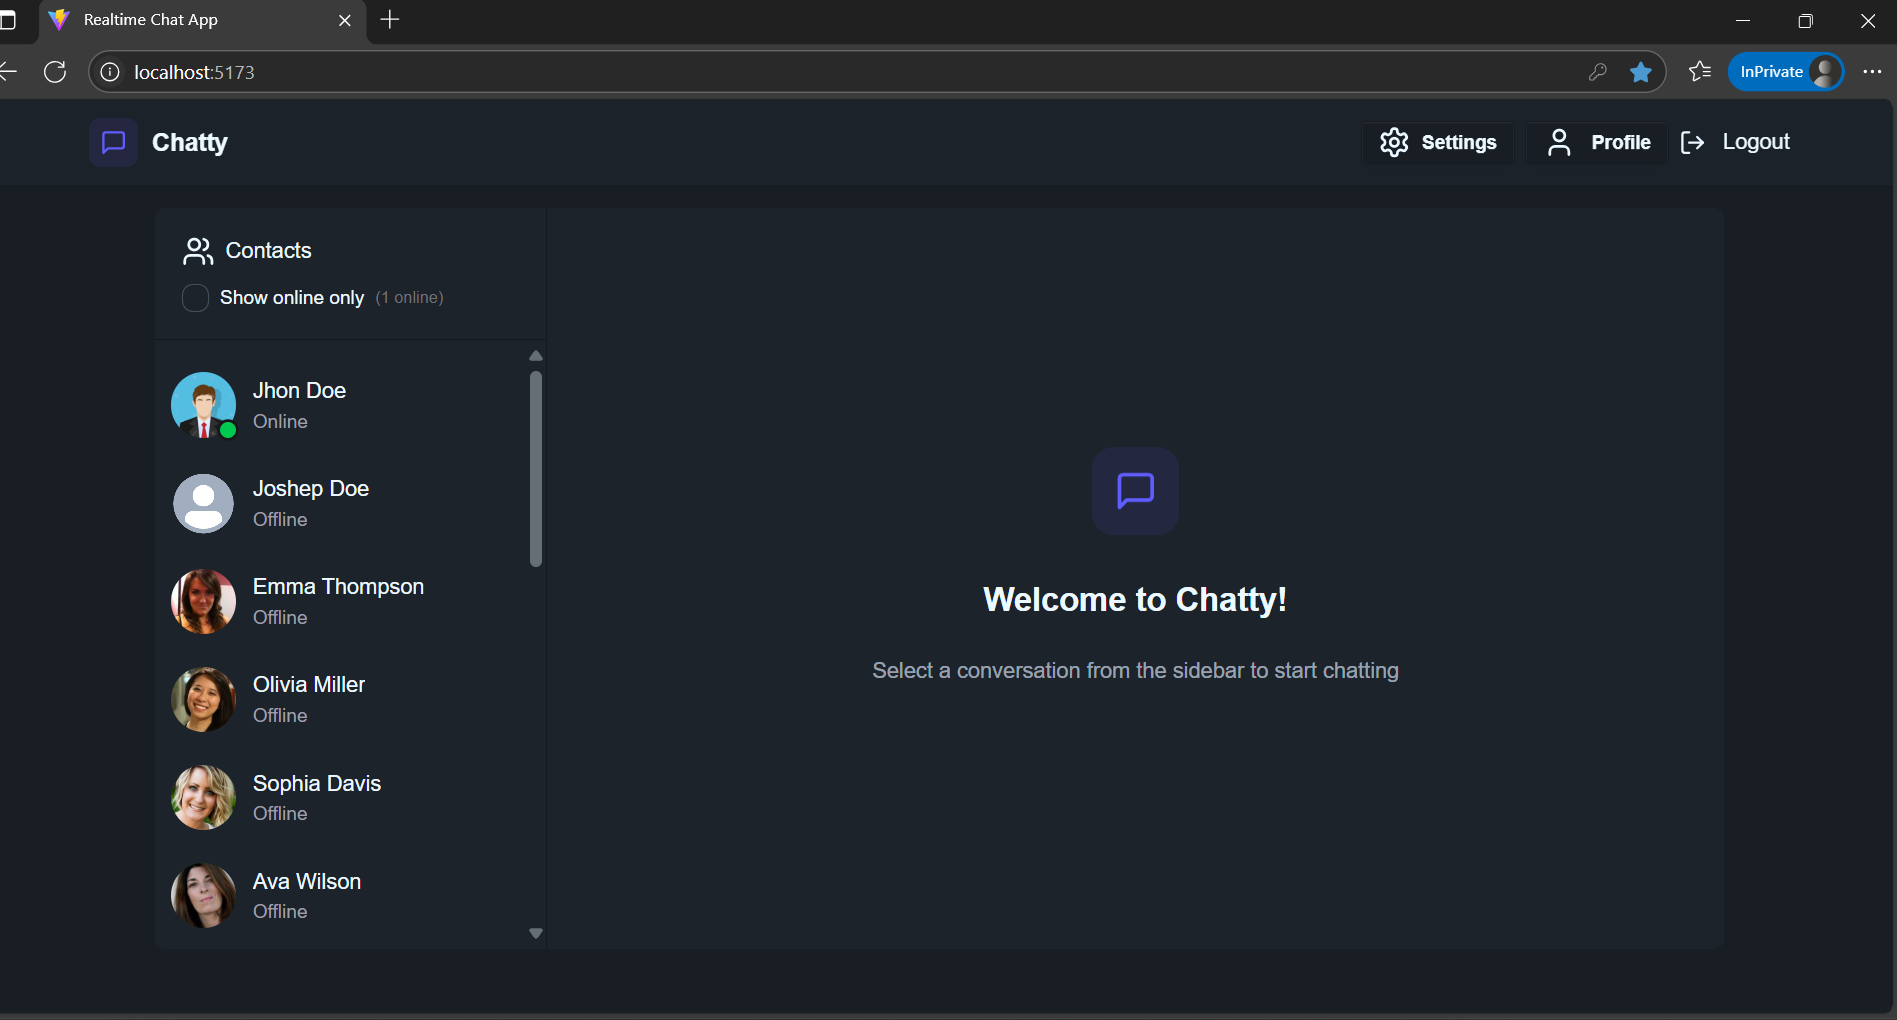 Realtime Chat App
localhost:5173
InPrivate
Chatty
Settings
Profile
Logout
Contacts
Show online only (1 online)
Jhon Doe
Online
Joshep Doe
Offline
Emma Thompson
Offline
Olivia Miller
Offline
Sophia Davis
Offline
Ava Wilson
Offline
Welcome to Chatty!
Select a conversation from the sidebar to start chatting